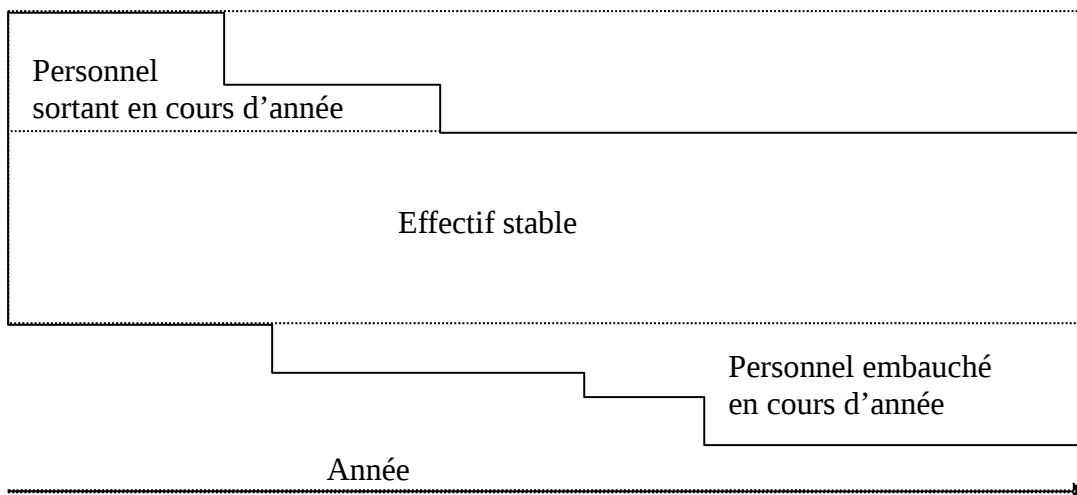 Personnel
sortant en cours d’année
Effectif stable
Personnel embauché
en cours d’année
Année